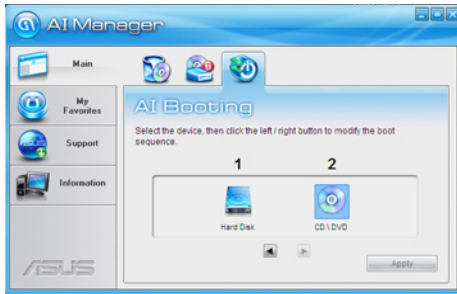 AI Manager
Main
My
Favorites
Support
Information
ASUS
AI Booting
Select the device, then click the left / right button to modify the boot
sequence.
1 2
Hard Disk CD \ DVD
Apply